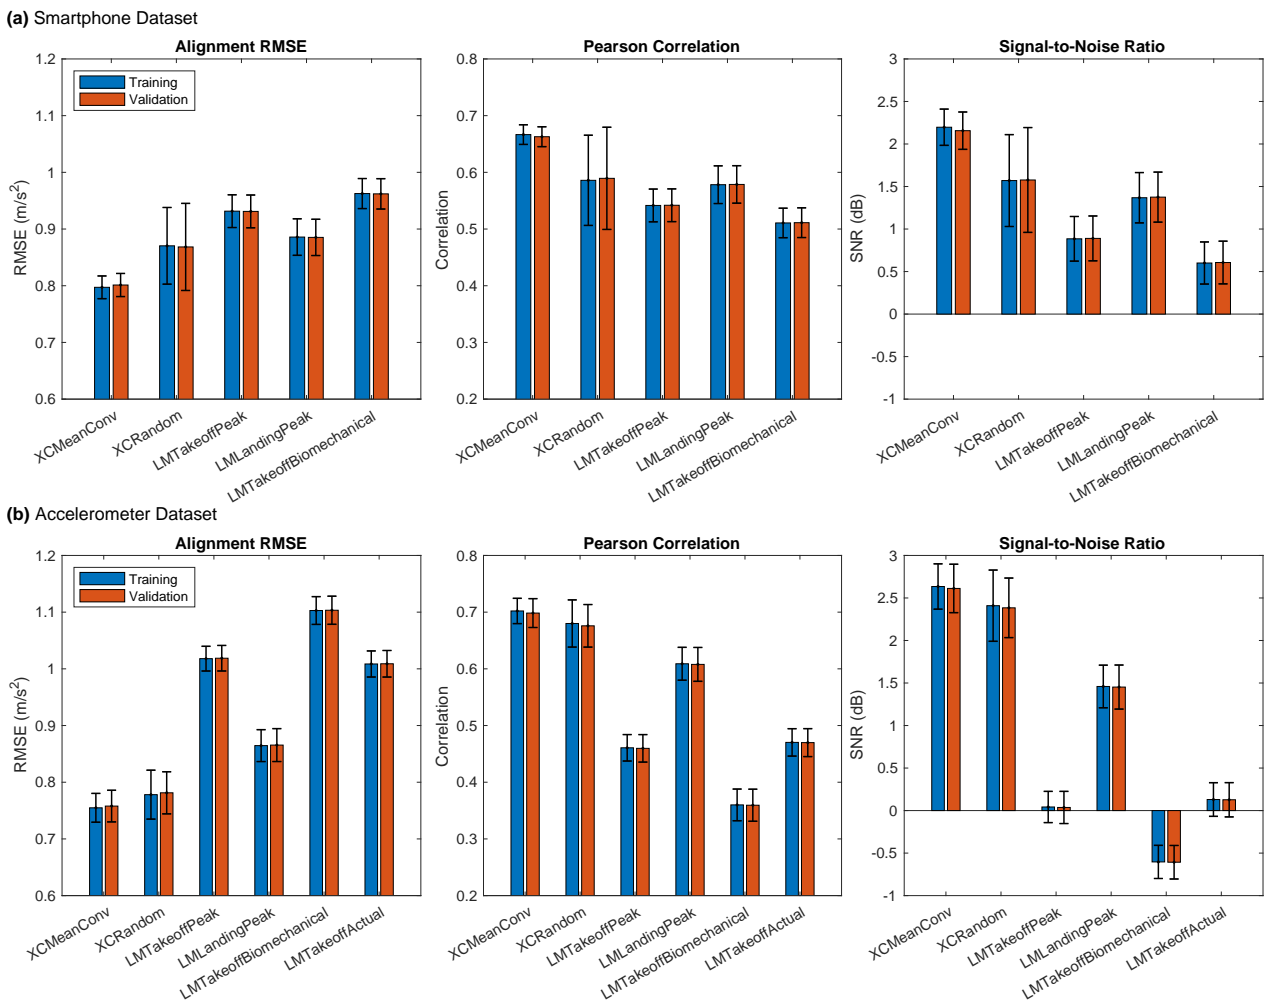 (a) Smartphone Dataset
Alignment RMSE
1.2
1.1
1
0.9
0.8
0.7
0.6
RMSE (m/s²)
Training
Validation
XCMeanConv
XCRandom
LMTakeoffPeak
LMLandingPeak
LMTakeoffBiomechanical
Pearson Correlation
0.8
0.7
0.6
0.5
0.4
0.3
0.2
Correlation
XCMeanConv
XCRandom
LMTakeoffPeak
LMLandingPeak
LMTakeoffBiomechanical
Signal-to-Noise Ratio
3
2.5
2
1.5
1
0.5
0
-0.5
-1
SNR (dB)
XCMeanConv
XCRandom
LMTakeoffPeak
LMLandingPeak
LMTakeoffBiomechanical
(b) Accelerometer Dataset
Alignment RMSE
1.2
1.1
1
0.9
0.8
0.7
0.6
RMSE (m/s²)
Training
Validation
XCMeanConv
XCRandom
LMTakeoffPeak
LMLandingPeak
LMTakeoffBiomechanical
LMTakeoffActual
Pearson Correlation
0.8
0.7
0.6
0.5
0.4
0.3
0.2
Correlation
XCMeanConv
XCRandom
LMTakeoffPeak
LMLandingPeak
LMTakeoffBiomechanical
LMTakeoffActual
Signal-to-Noise Ratio
3
2.5
2
1.5
1
0.5
0
-0.5
-1
SNR (dB)
XCMeanConv
XCRandom
LMTakeoffPeak
LMLandingPeak
LMTakeoffBiomechanical
LMTakeoffActual